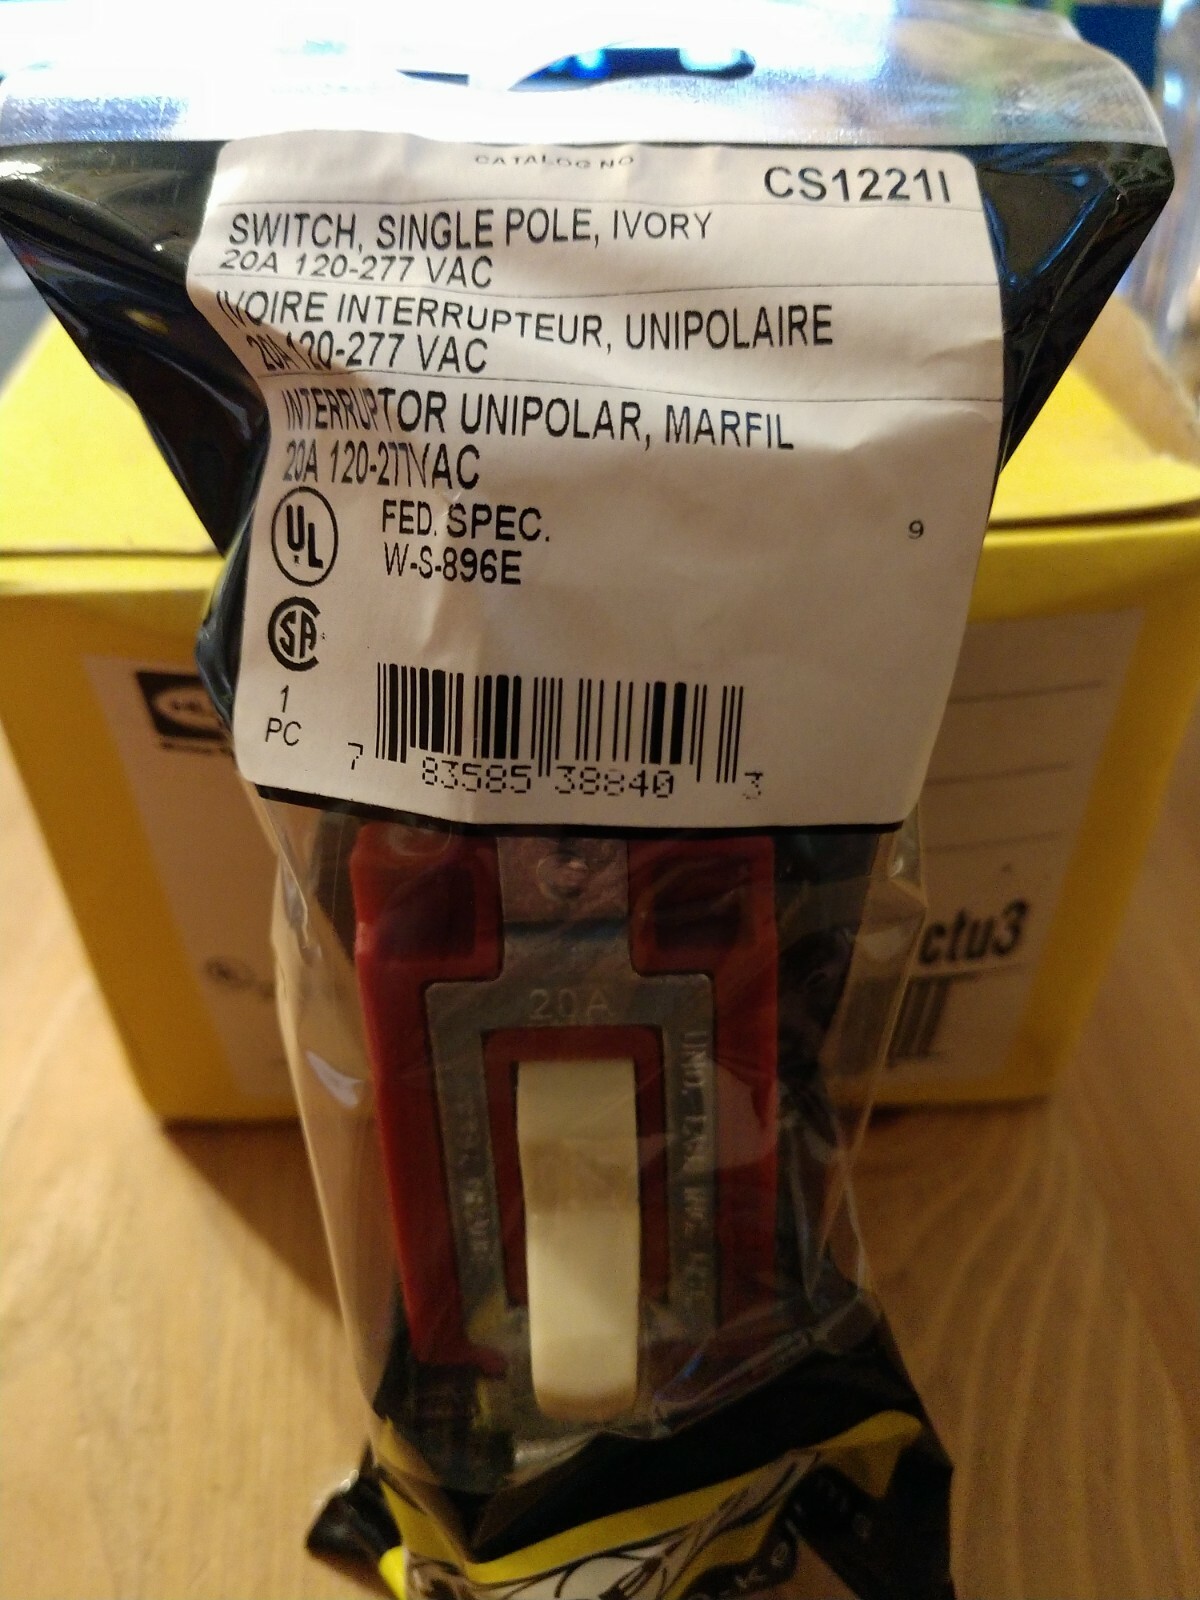 CATALOG NO
CS1221I
SWITCH, SINGLE POLE, IVORY
20A 120-277 VAC
IVOIRE INTERRUPTEUR, UNIPOLAIRE
20A 120-277 VAC
INTERRUPTOR UNIPOLAR, MARFIL
20A 120-277VAC
UL
FED. SPEC.
W-S-896E
9
SA
1
PC
7 83585 38840 3
ctu3
20A